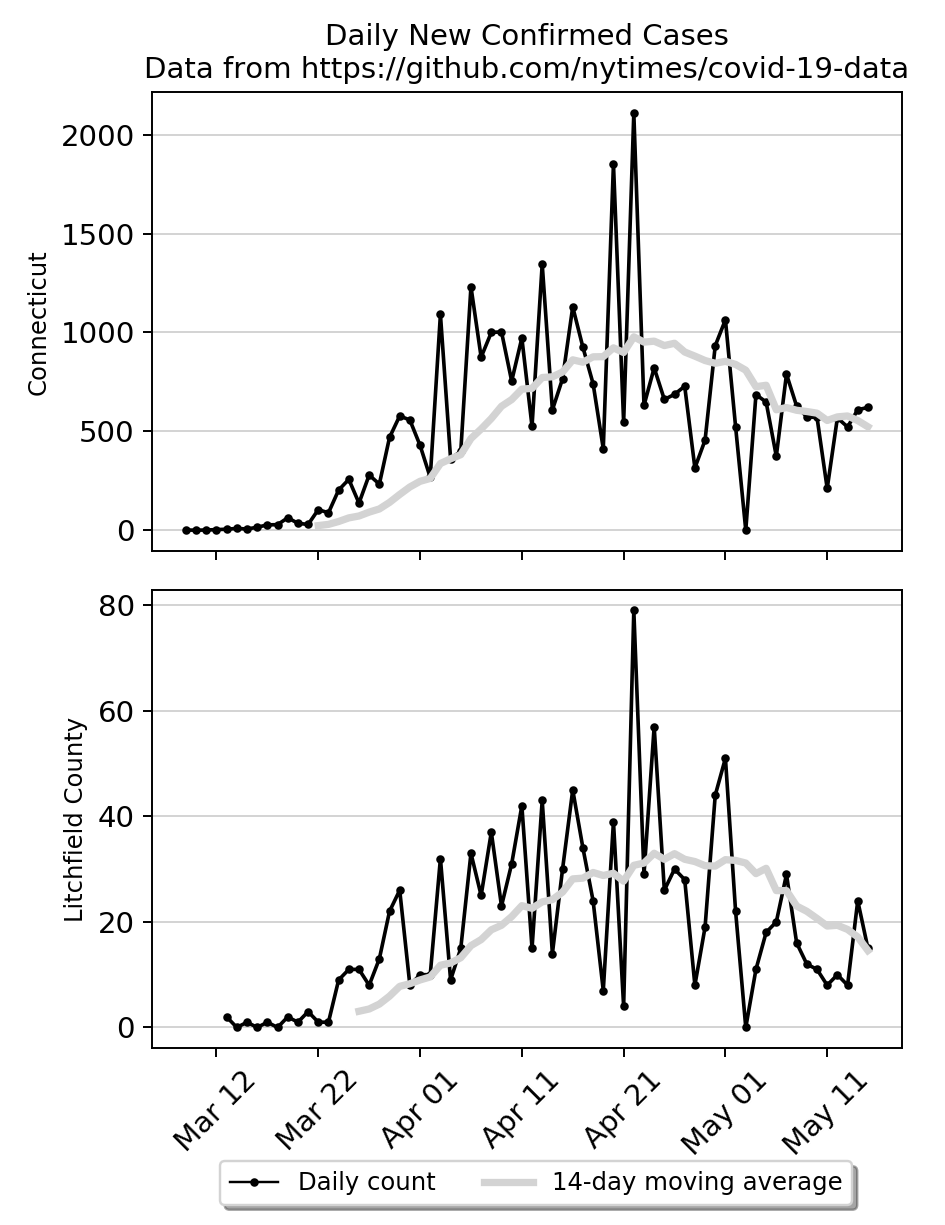 Daily New Confirmed Cases
Data from https://github.com/nytimes/covid-19-data
Connecticut
2000
1500
1000
500
0
Litchfield County
80
60
40
20
0
Mar 12
Mar 22
Apr 01
Apr 11
Apr 21
May 01
May 11
Daily count
14-day moving average